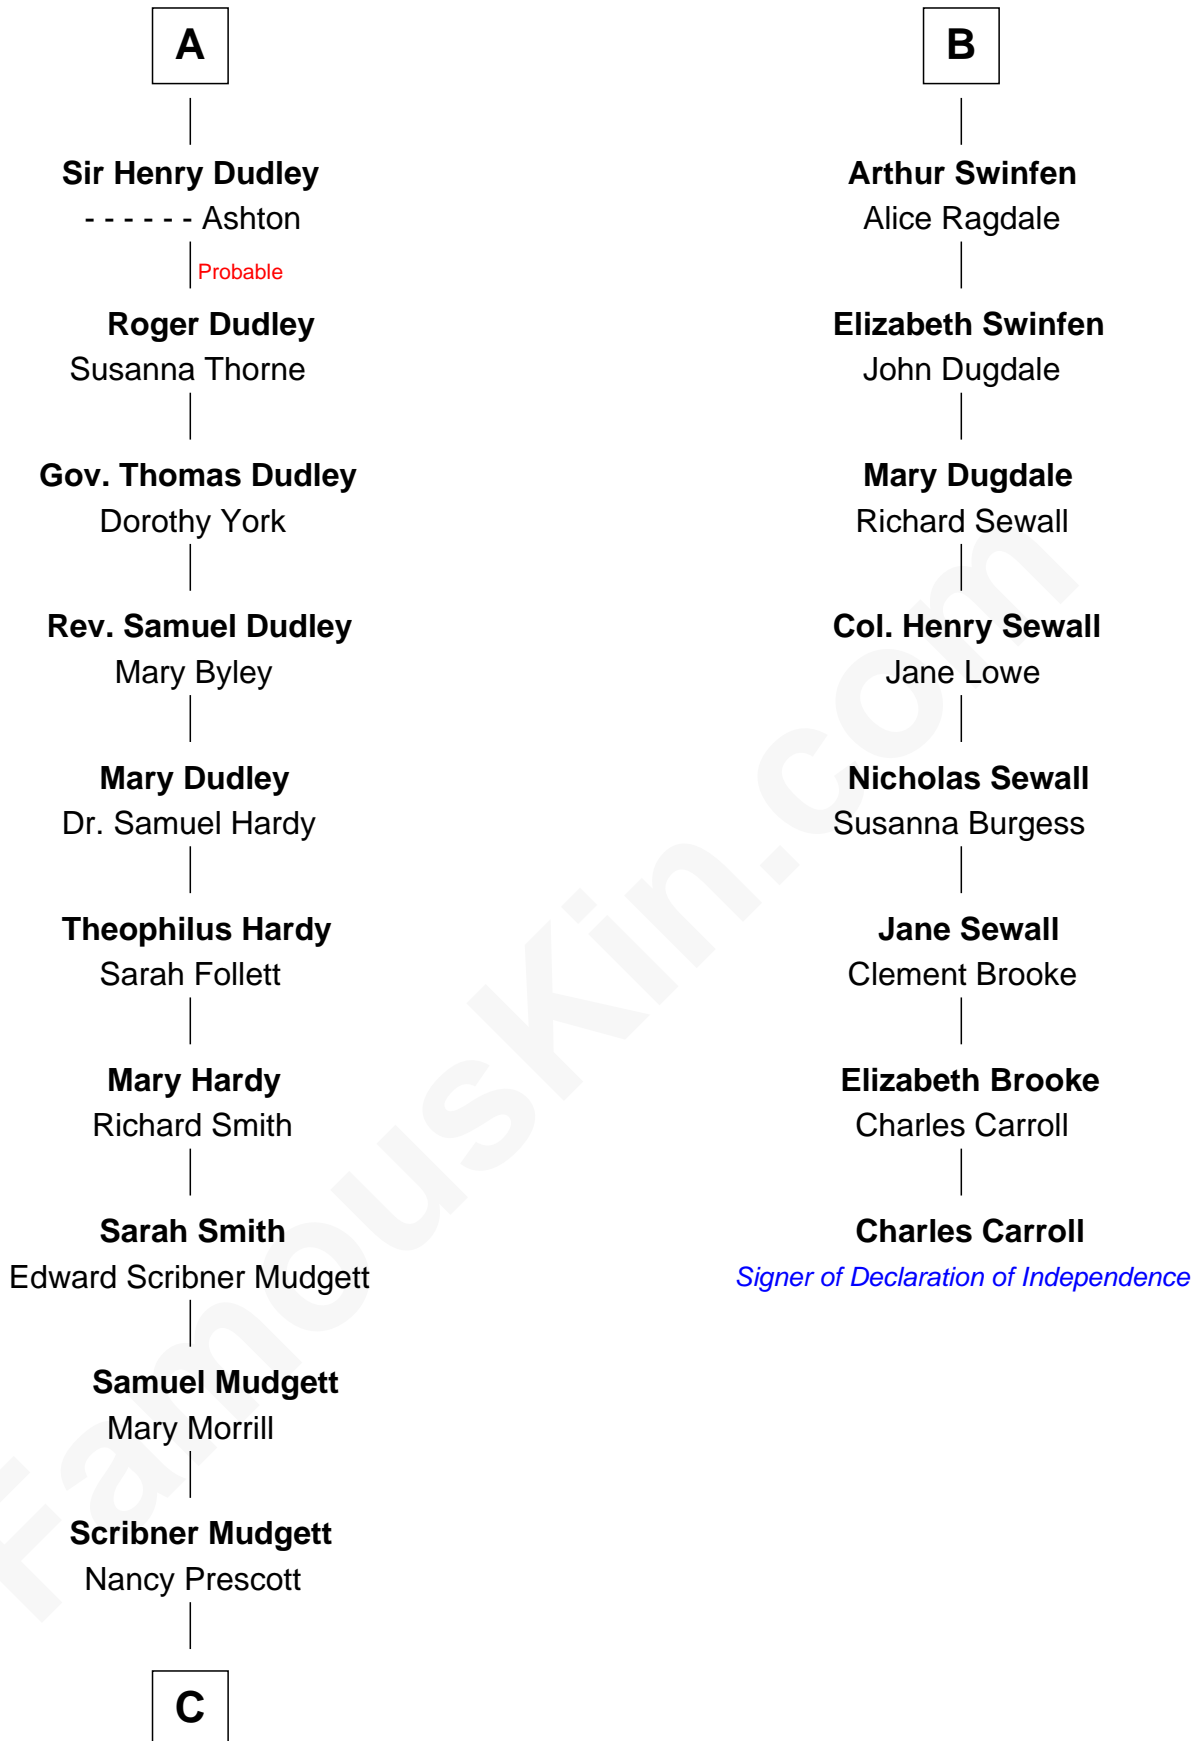 A
Sir Henry Dudley
- - - - - - Ashton
Probable
Roger Dudley
Susanna Thorne
Gov. Thomas Dudley
Dorothy York
Rev. Samuel Dudley
Mary Byley
Mary Dudley
Dr. Samuel Hardy
Theophilus Hardy
Sarah Follett
Mary Hardy
Richard Smith
Sarah Smith
Edward Scribner Mudgett
Samuel Mudgett
Mary Morrill
Scribner Mudgett
Nancy Prescott
C
B
Arthur Swinfen
Alice Ragdale
Elizabeth Swinfen
John Dugdale
Mary Dugdale
Richard Sewall
Col. Henry Sewall
Jane Lowe
Nicholas Sewall
Susanna Burgess
Jane Sewall
Clement Brooke
Elizabeth Brooke
Charles Carroll
Charles Carroll
Signer of Declaration of Independence
FamousKin.com